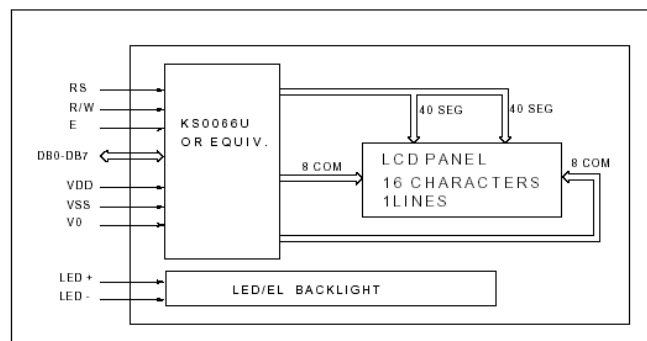 RS
R/W
E
DB0-DB7
VDD
VSS
V0
LED +
LED -
KS0066U
OR EQUIV.
40 SEG
40 SEG
8 COM
8 COM
LCD PANEL
16 CHARACTERS
1LINES
LED/EL BACKLIGHT